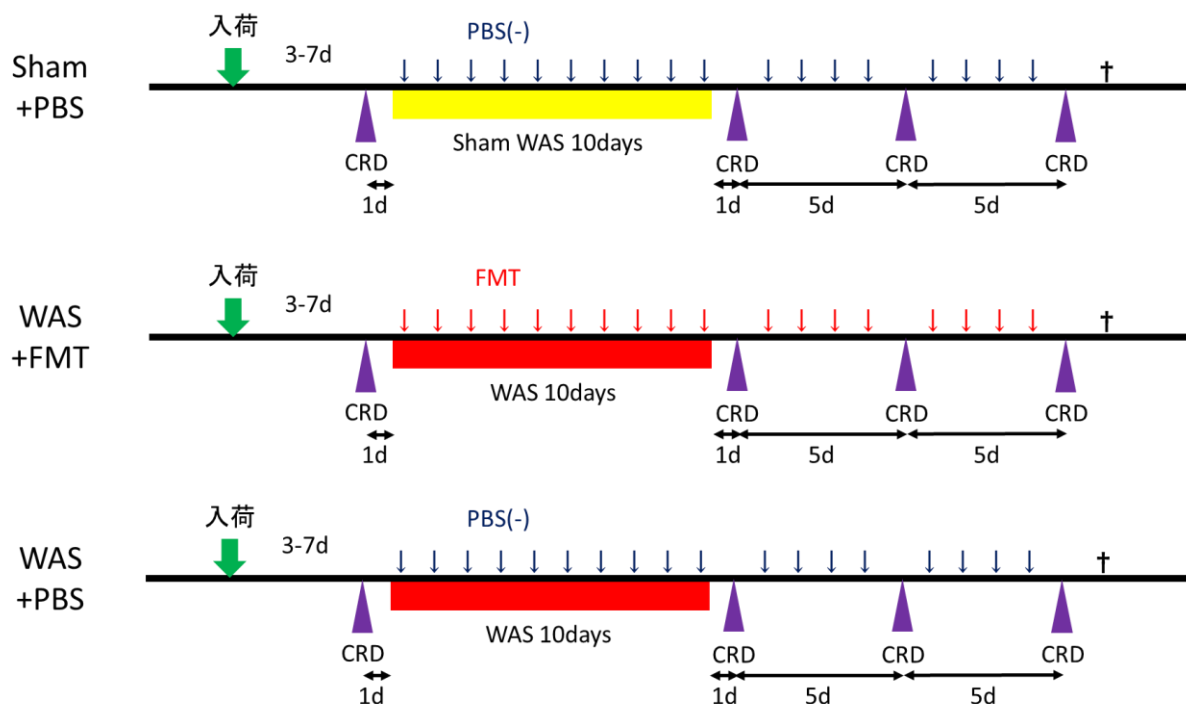 入荷
3-7d
PBS(-)
Sham
+PBS
†
Sham WAS 10days
CRD
CRD
CRD
CRD
1d
1d
5d
5d
入荷
3-7d
FMT
WAS
+FMT
†
WAS 10days
CRD
CRD
CRD
CRD
1d
1d
5d
5d
入荷
3-7d
PBS(-)
WAS
+PBS
†
WAS 10days
CRD
CRD
CRD
CRD
1d
1d
5d
5d